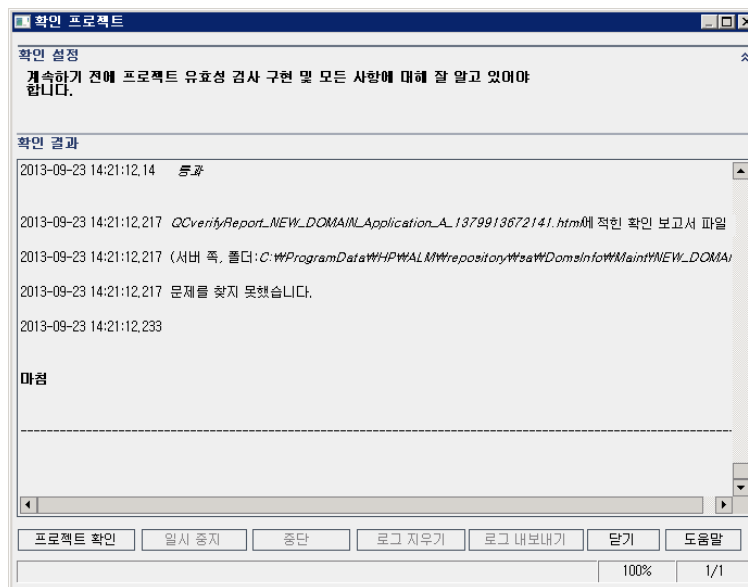 확인 프로젝트
확인 설정
계속하기 전에 프로젝트 유효성 검사 구현 및 모든 사항에 대해 잘 알고 있어야
합니다.
확인 결과
2013-09-23 14:21:12,14 통과
2013-09-23 14:21:12,217 QCverifyReport_NEW_DOMAIN_Application_A_1379913672141.htm에 적힌 확인 보고서 파일
2013-09-23 14:21:12,217 (서버 쪽, 폴더:C:₩ProgramData₩HP₩ALM₩repository₩sa₩DomsInfo₩Maint₩NEW_DOMAI
2013-09-23 14:21:12,217 문제를 찾지 못했습니다.
2013-09-23 14:21:12,233
마침
프로젝트 확인 일시 중지 중단 로그 지우기 로그 내보내기 닫기 도움말
100% 1/1